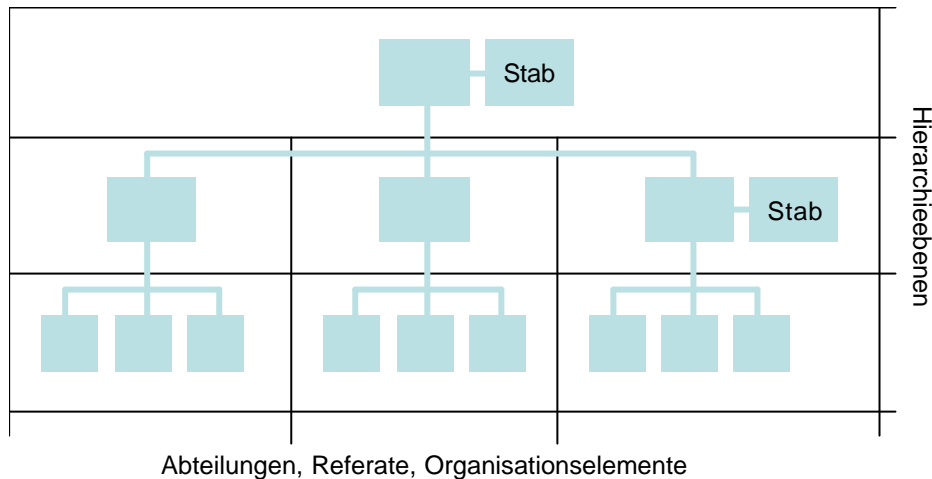 Stab
Hierarchieebenen
Stab
Abteilungen, Referate, Organisationselemente